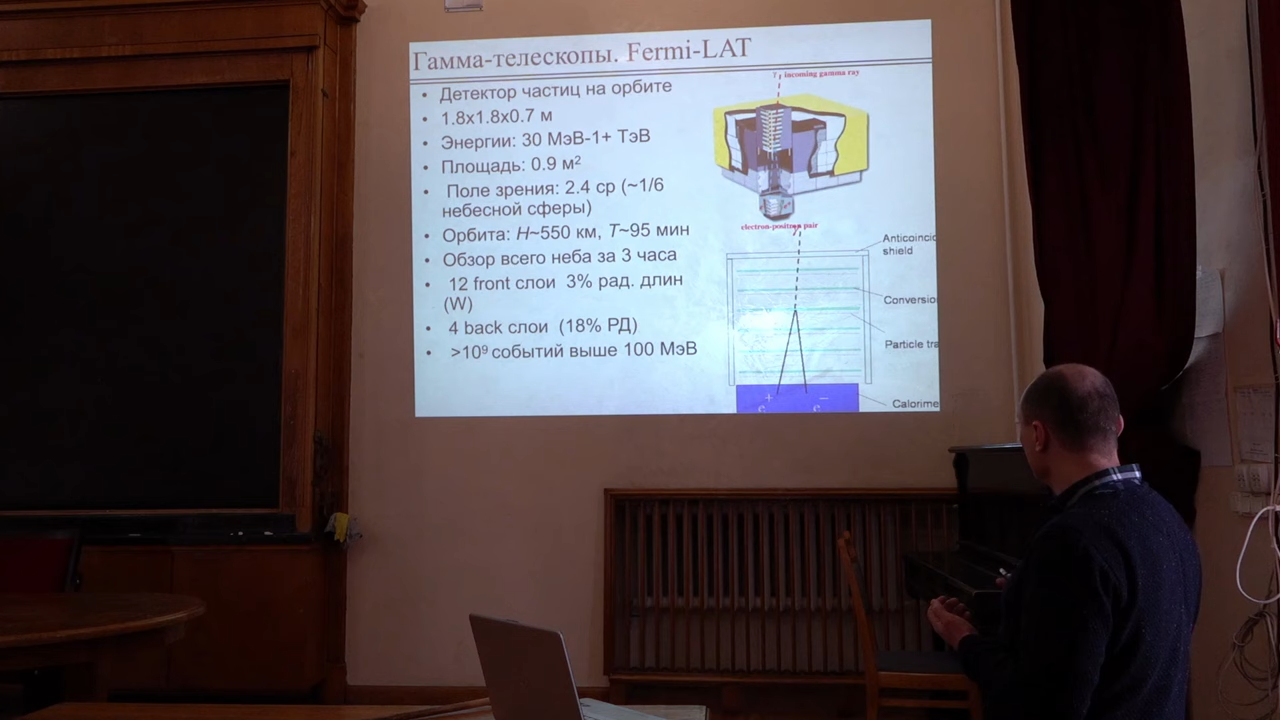 Гамма-телескопы. Fermi-LAT
• Детектор частиц на орбите
• 1.8x1.8x0.7 м
• Энергии: 30 МэВ-1+ ТэВ
• Площадь: 0.9 м²
• Поле зрения: 2.4 ср (~1/6
небесной сферы)
• Орбита: H~550 км, T~95 мин
• Обзор всего неба за 3 часа
• 12 front слои 3% рад. длин
(W)
• 4 back слои (18% РД)
• >10⁹ событий выше 100 МэВ
γ incoming gamma ray
electron-positron pair
γ
Anticoincid
shield
Conversio
Particle tra
Calorime
e⁺ e⁻